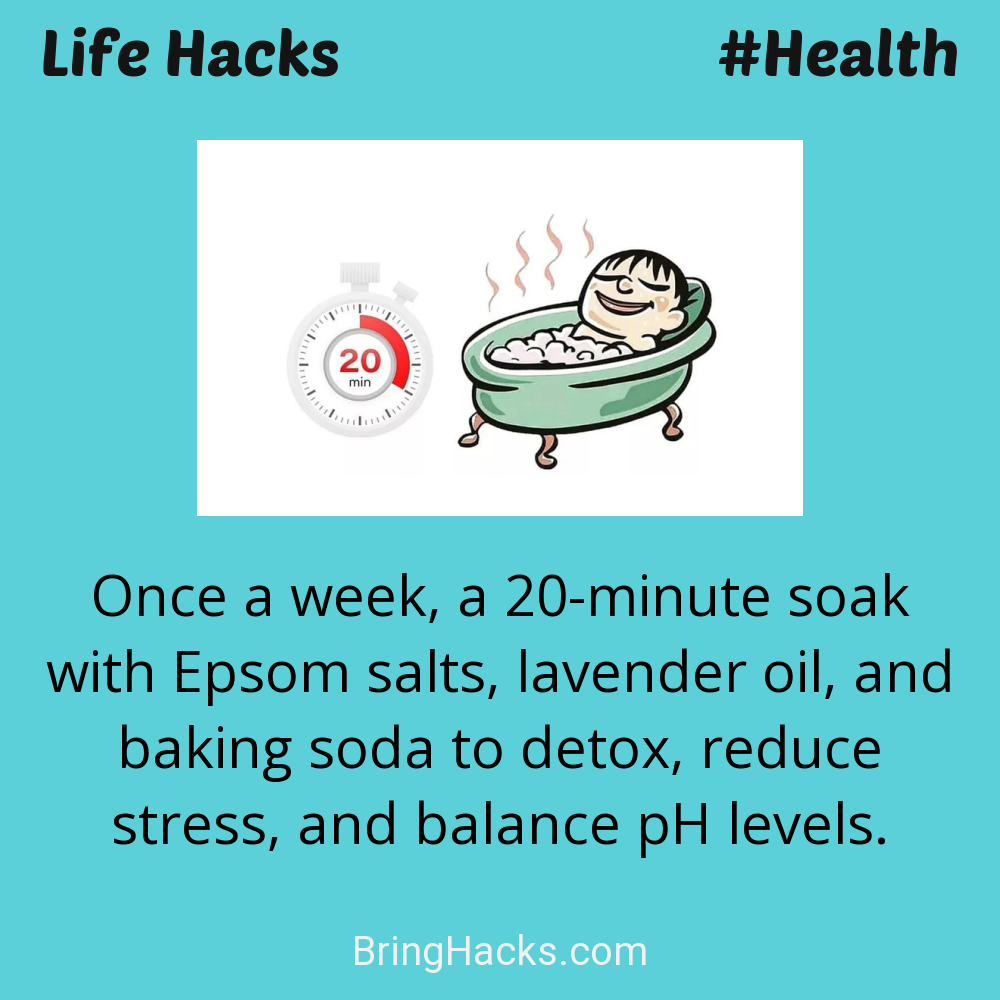 Life Hacks
#Health
20
min
Once a week, a 20-minute soak
with Epsom salts, lavender oil, and
baking soda to detox, reduce
stress, and balance pH levels.
BringHacks.com